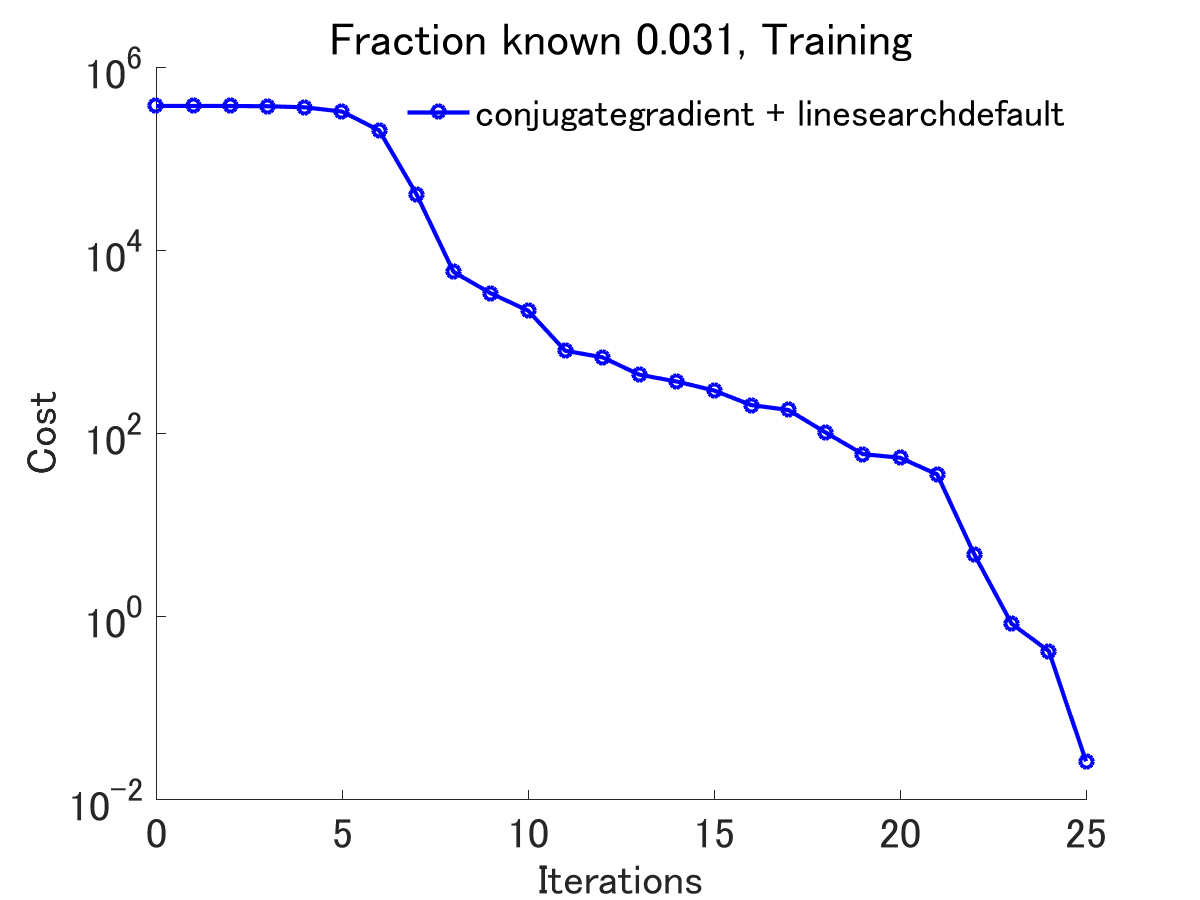 Fraction known 0.031, Training
conjugategradient + linesearchdefault
Cost
10^6
10^4
10^2
10^0
10^-2
0 5 10 15 20 25
Iterations